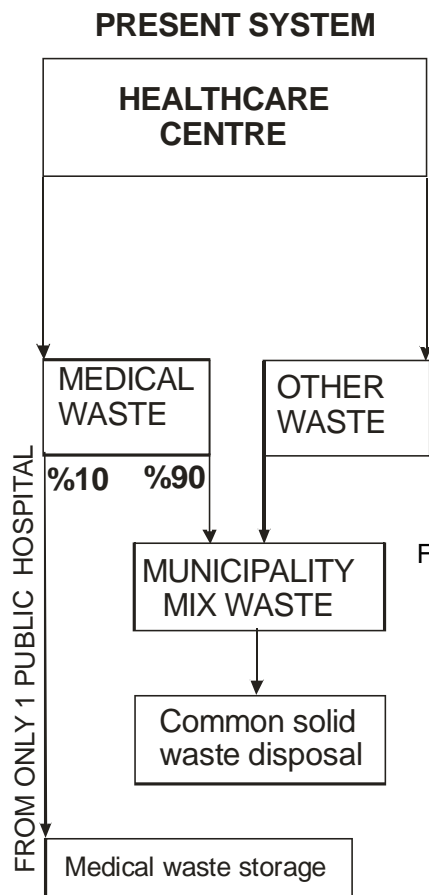 PRESENT SYSTEM
HEALTHCARE
CENTRE
MEDICAL
WASTE
OTHER
WASTE
%10 %90
FROM ONLY 1 PUBLIC HOSPITAL
F
MUNICIPALITY
MIX WASTE
Common solid
waste disposal
Medical waste storage